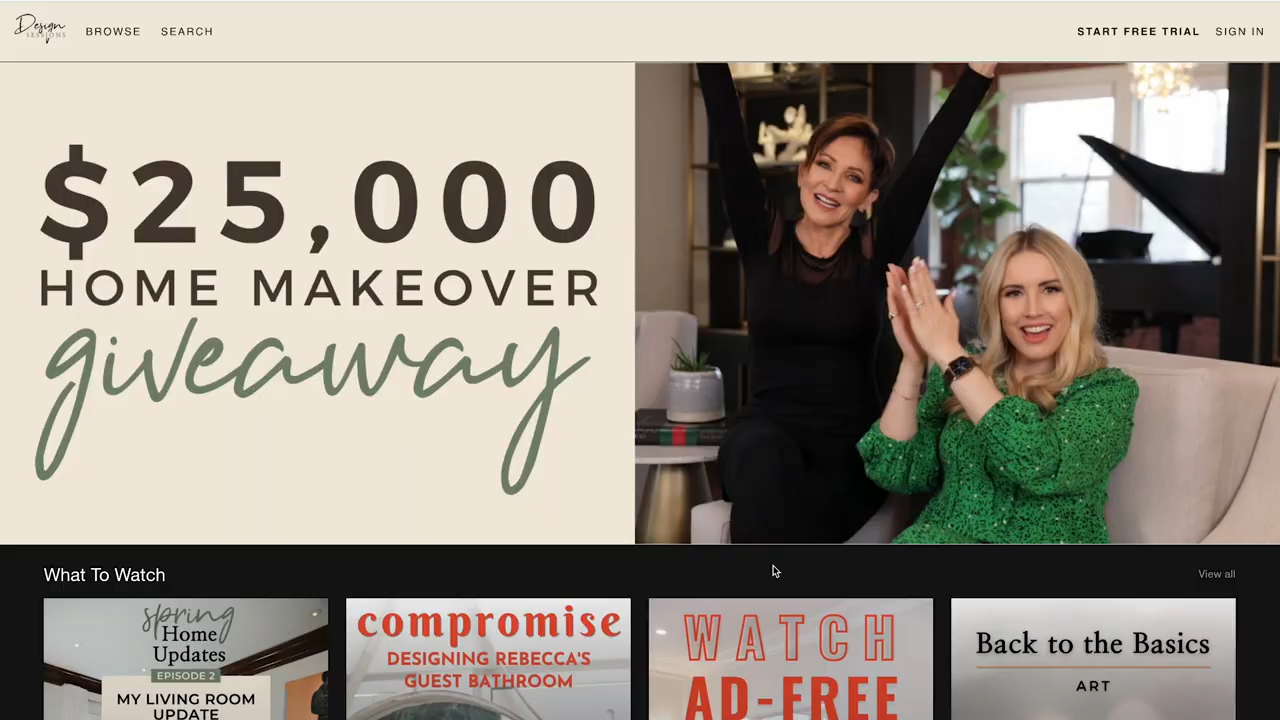 Design
SESSIONS
BROWSE
SEARCH
START FREE TRIAL
SIGN IN
$25,000
HOME MAKEOVER
giveaway
What To Watch
View all
spring
Home
Updates
EPISODE 2
MY LIVING ROOM
UPDATE
compromise
DESIGNING REBECCA'S
GUEST BATHROOM
WATCH
AD-FREE
Back to the Basics
ART